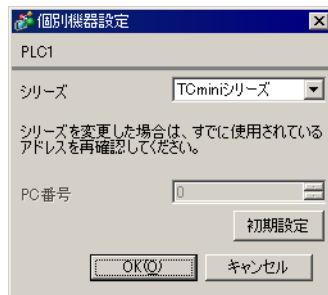 個別機器設定
PLC1
シリーズ TCminiシリーズ
シリーズを変更した場合は、すでに使用されている
アドレスを再確認してください。
PC番号 0
初期設定
OK(O) キャンセル